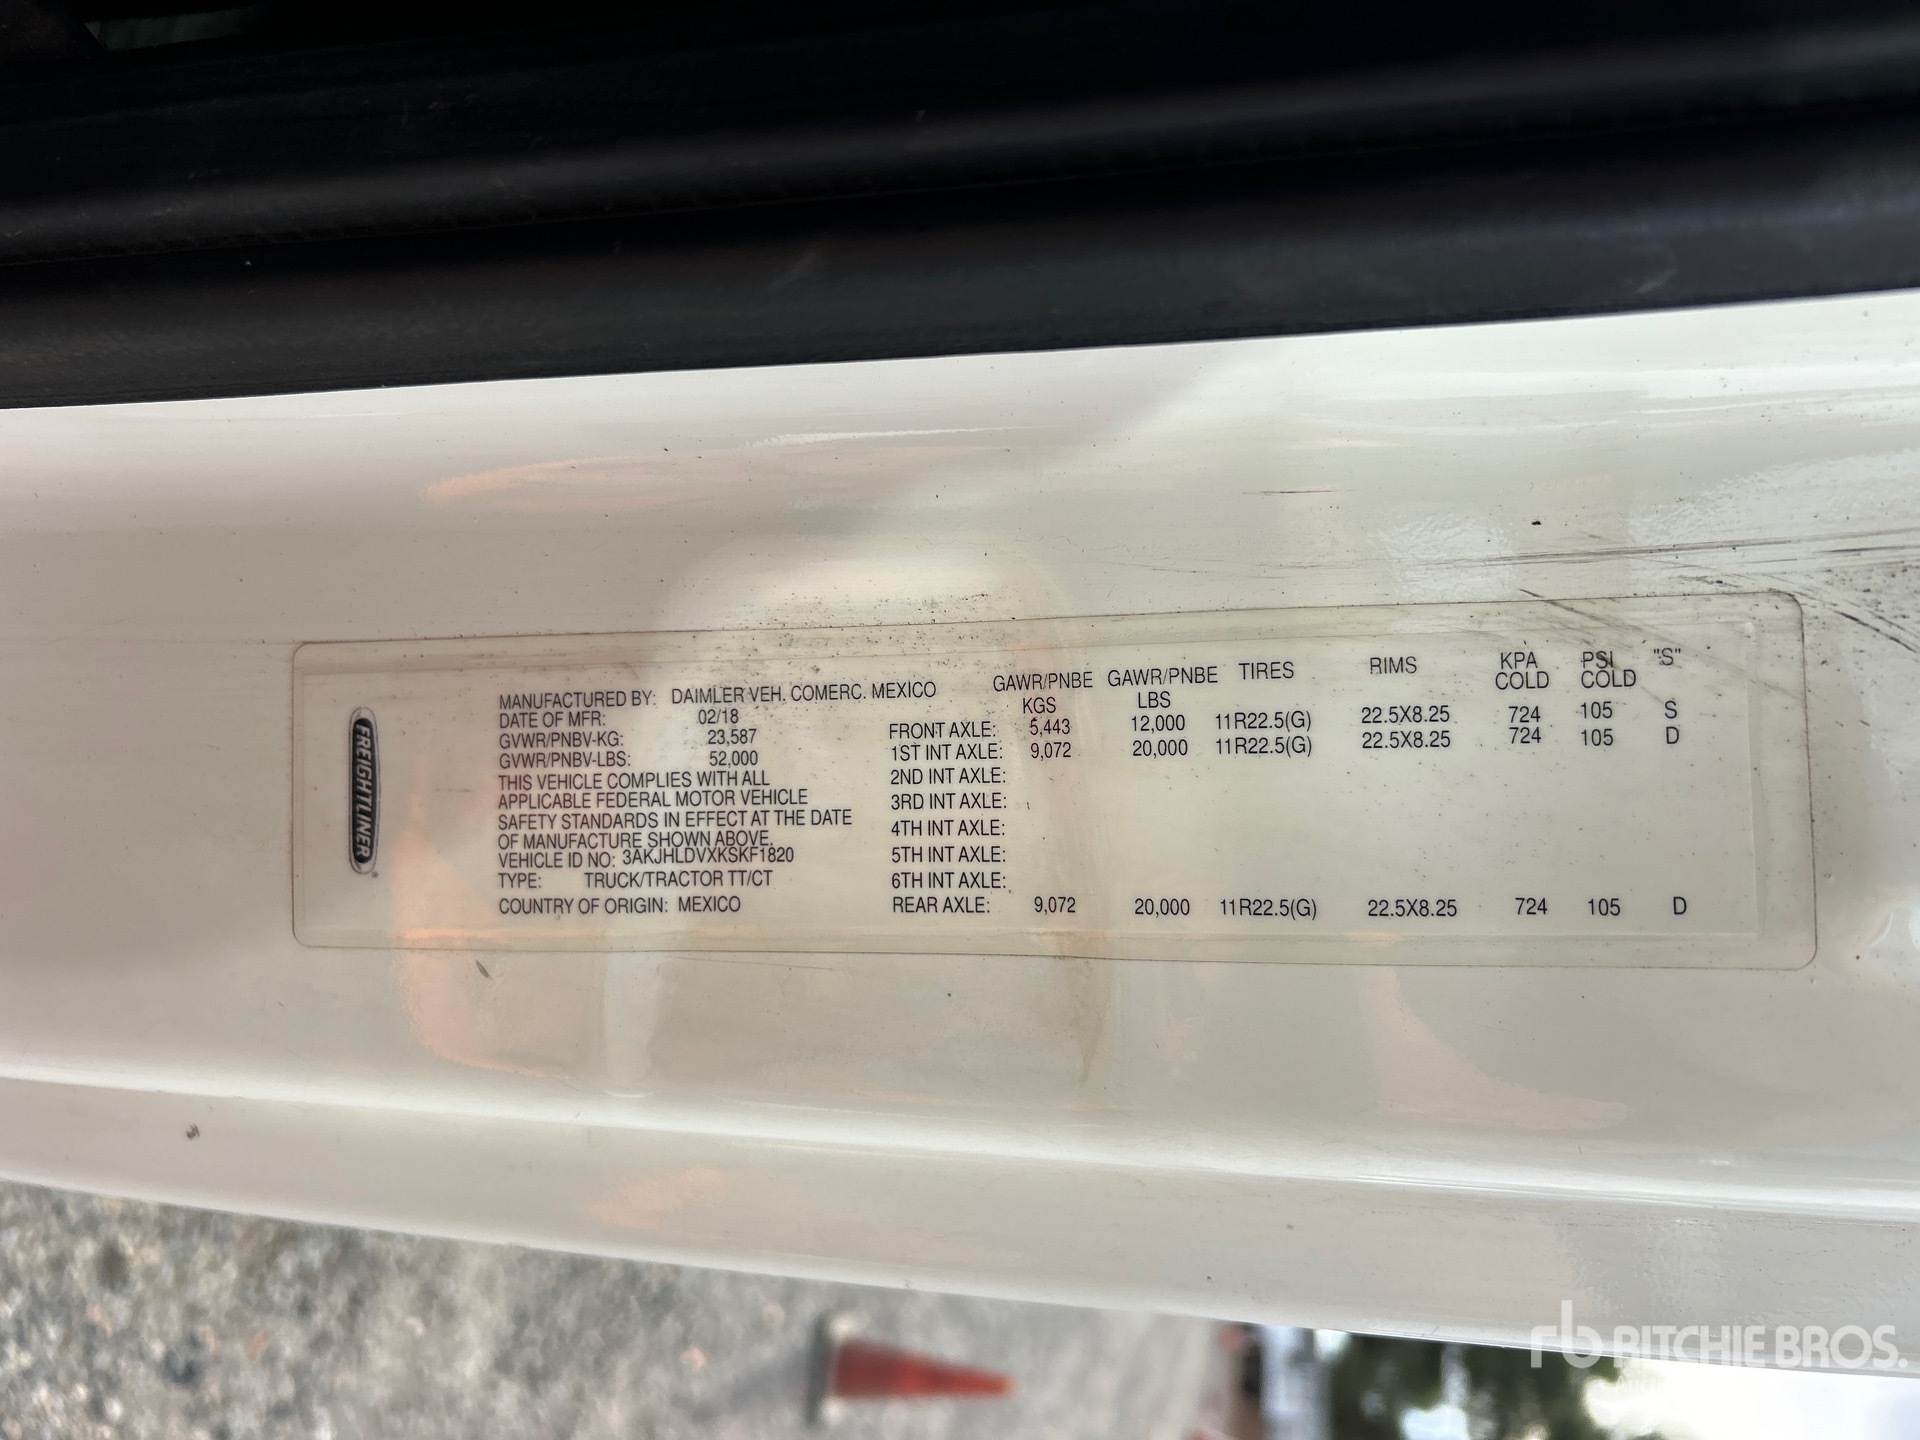 FREIGHTLINER
MANUFACTURED BY: DAIMLER VEH. COMERC. MEXICO
DATE OF MFR: 02/18
GVWR/PNBV-KG: 23,587
GVWR/PNBV-LBS: 52,000
THIS VEHICLE COMPLIES WITH ALL
APPLICABLE FEDERAL MOTOR VEHICLE
SAFETY STANDARDS IN EFFECT AT THE DATE
OF MANUFACTURE SHOWN ABOVE.
VEHICLE ID NO: 3AKJHLDVXKSKF1820
TYPE: TRUCK/TRACTOR TT/CT
COUNTRY OF ORIGIN: MEXICO
GAWR/PNBE GAWR/PNBE TIRES RIMS KPA PSI "S"
KGS LBS COLD COLD
FRONT AXLE: 5,443 12,000 11R22.5(G) 22.5X8.25 724 105 S
1ST INT AXLE: 9,072 20,000 11R22.5(G) 22.5X8.25 724 105 D
2ND INT AXLE:
3RD INT AXLE:
4TH INT AXLE:
5TH INT AXLE:
6TH INT AXLE:
REAR AXLE: 9,072 20,000 11R22.5(G) 22.5X8.25 724 105 D
rb RITCHIE BROS.